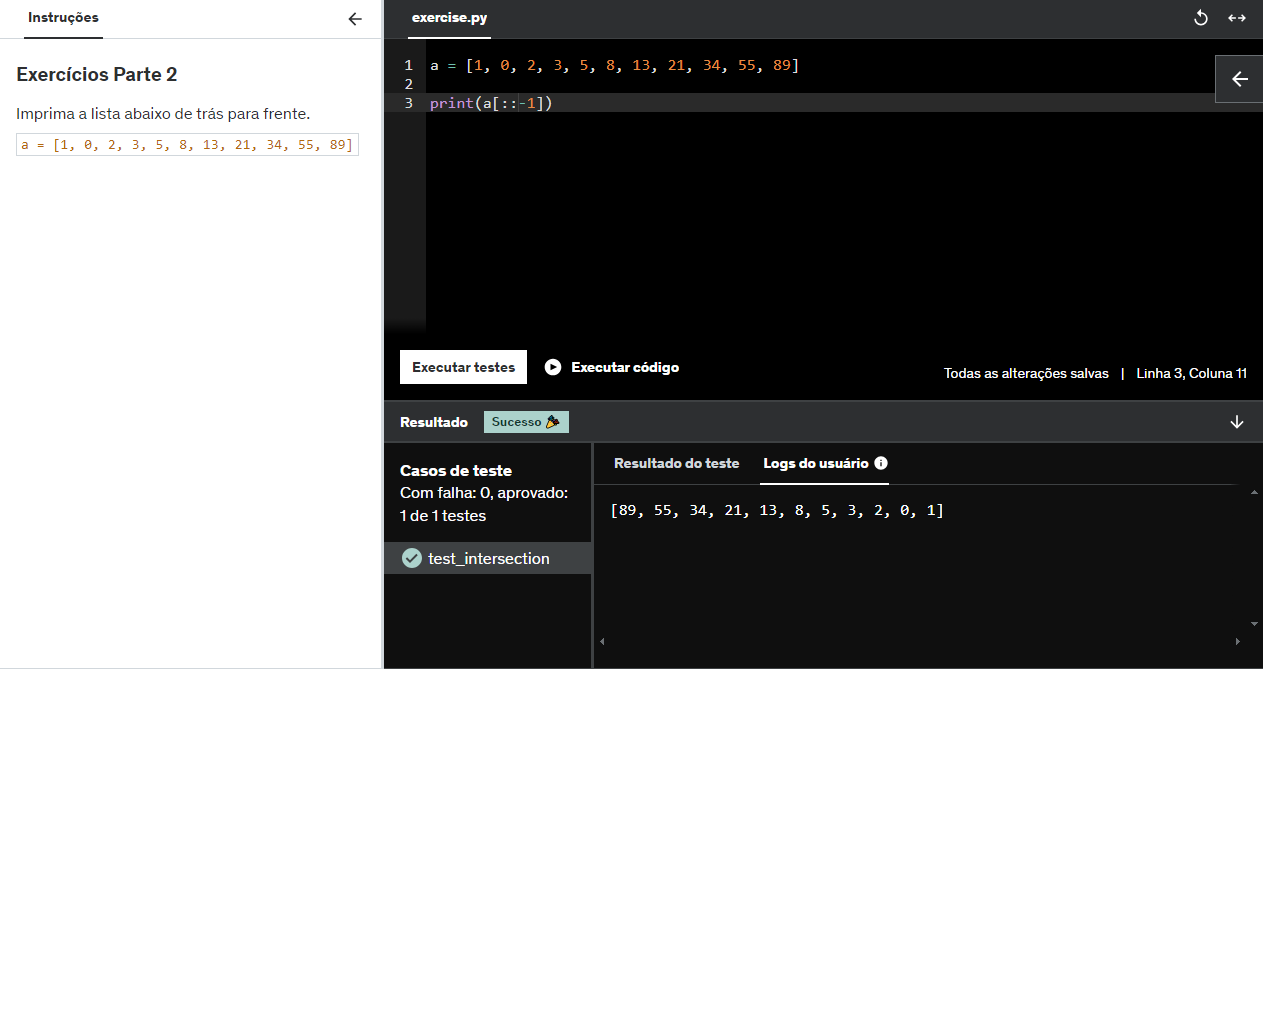 Instruções
Exercícios Parte 2
Imprima a lista abaixo de trás para frente.
a = [1, 0, 2, 3, 5, 8, 13, 21, 34, 55, 89]
exercise.py
1 a = [1, 0, 2, 3, 5, 8, 13, 21, 34, 55, 89]
2
3 print(a[::-1])
Executar testes Executar código
Todas as alterações salvas | Linha 3, Coluna 11
Resultado Sucesso
Casos de teste
Com falha: 0, aprovado:
1 de 1 testes
test_intersection
Resultado do teste Logs do usuário
[89, 55, 34, 21, 13, 8, 5, 3, 2, 0, 1]